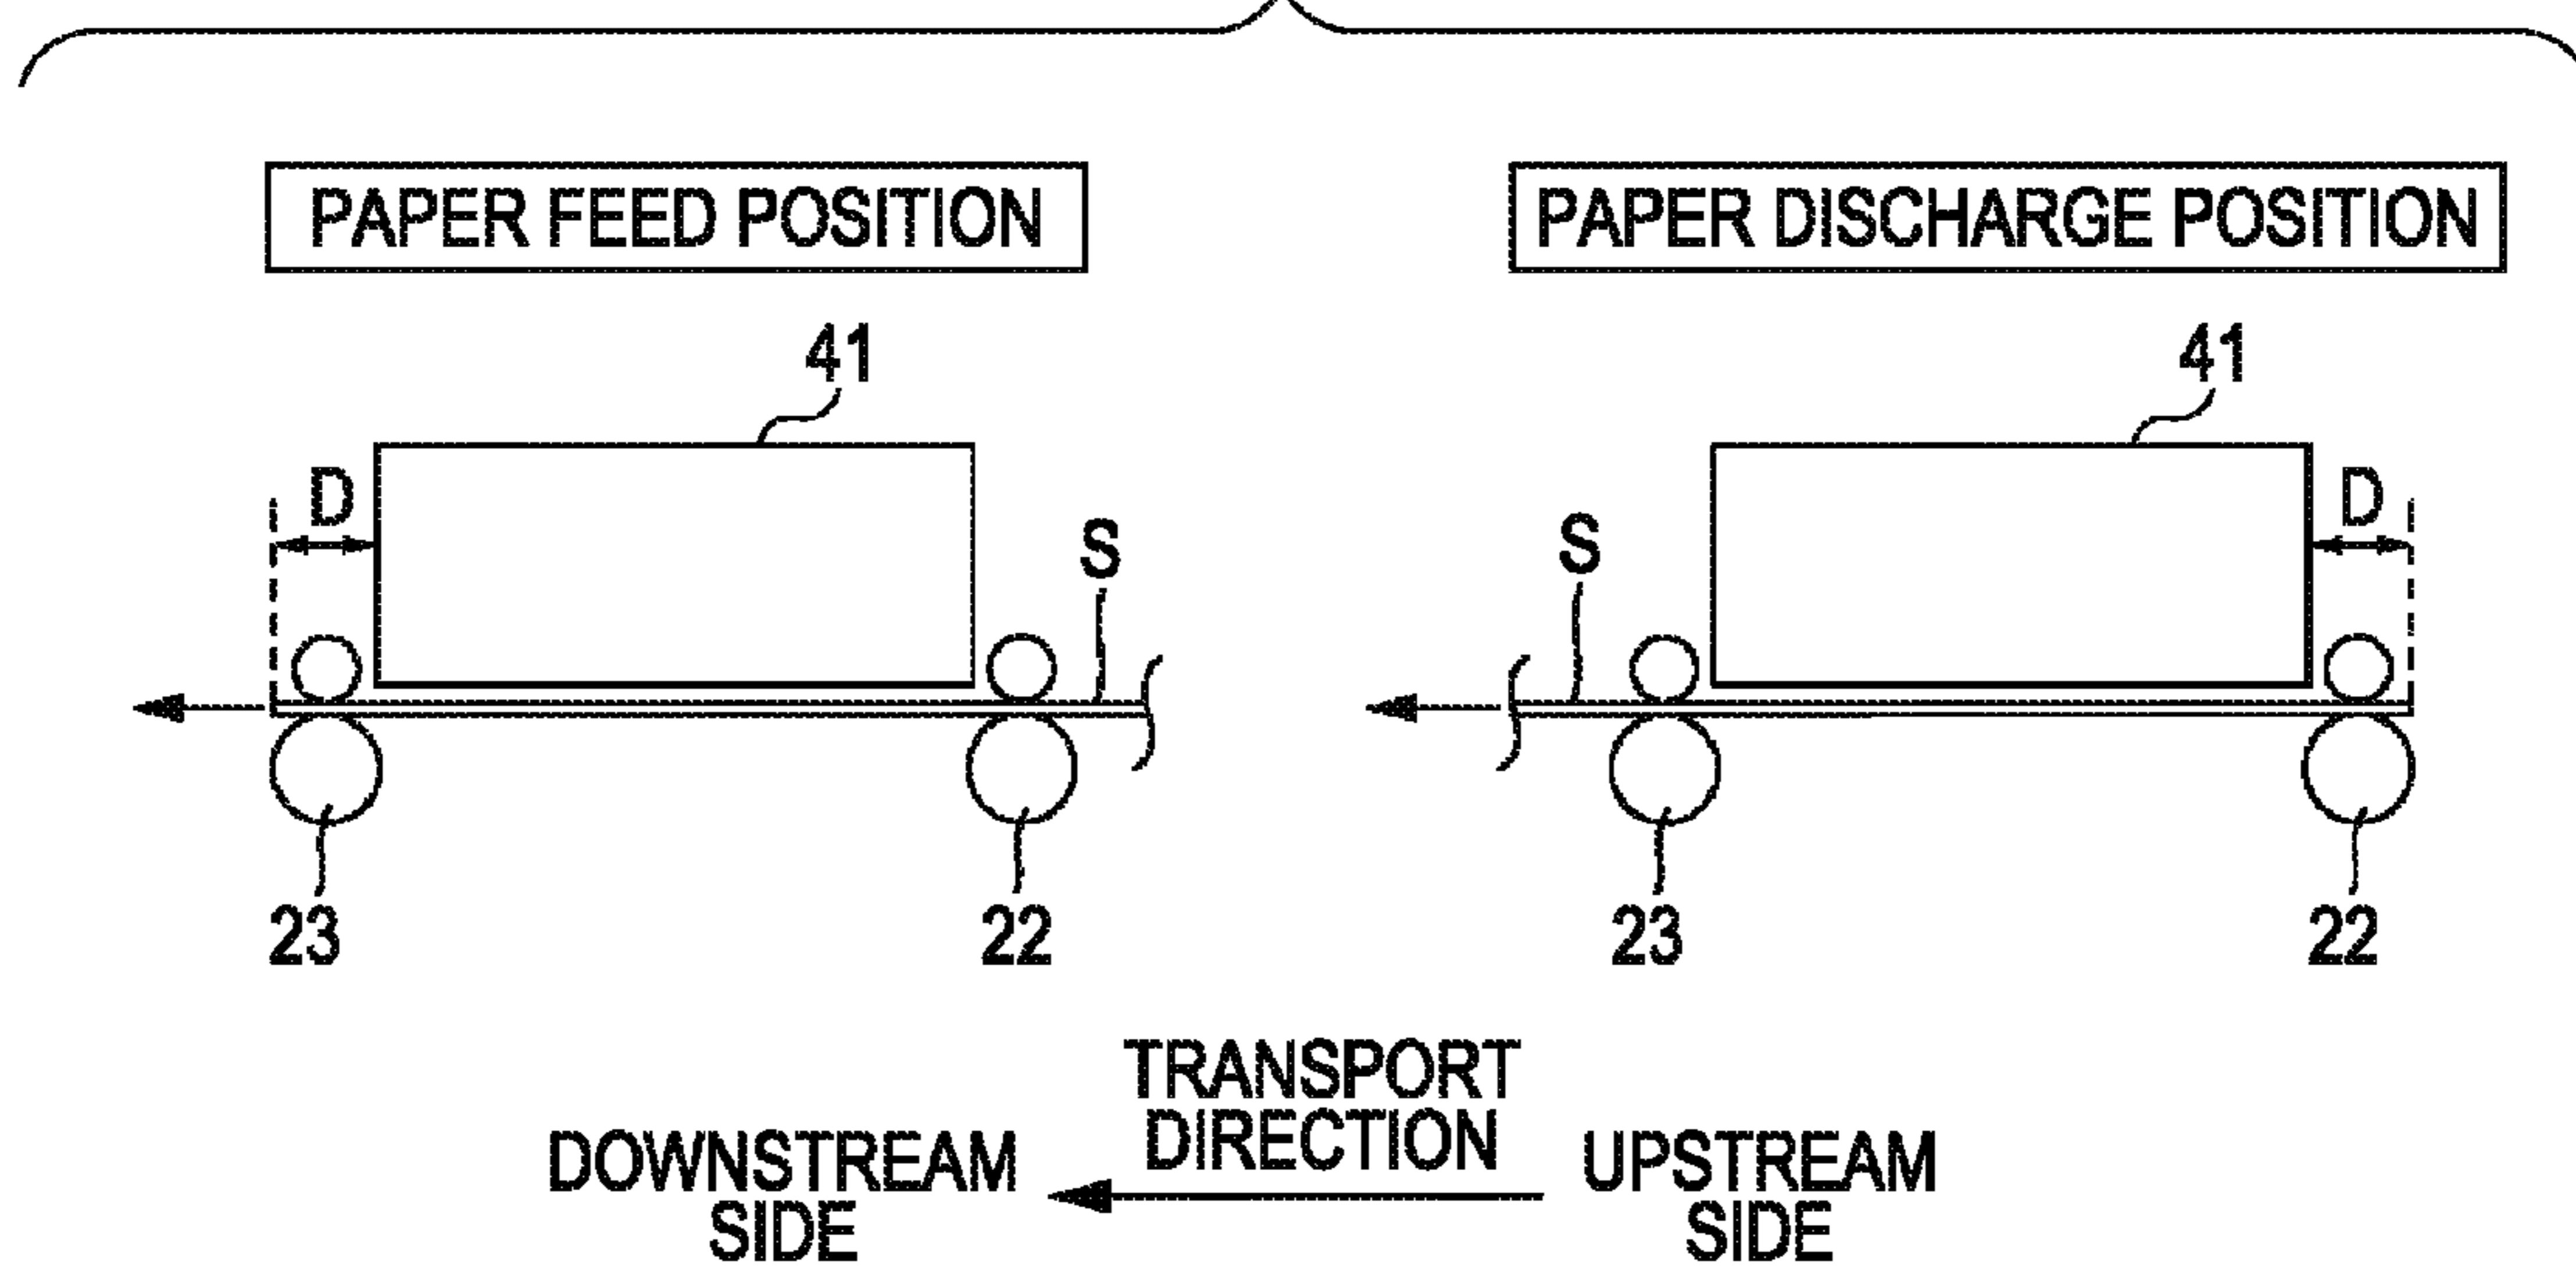 PAPER FEED POSITION
PAPER DISCHARGE POSITION
41
41
D
D
S
S
23
22
23
22
TRANSPORT
DIRECTION
DOWNSTREAM
SIDE
UPSTREAM
SIDE